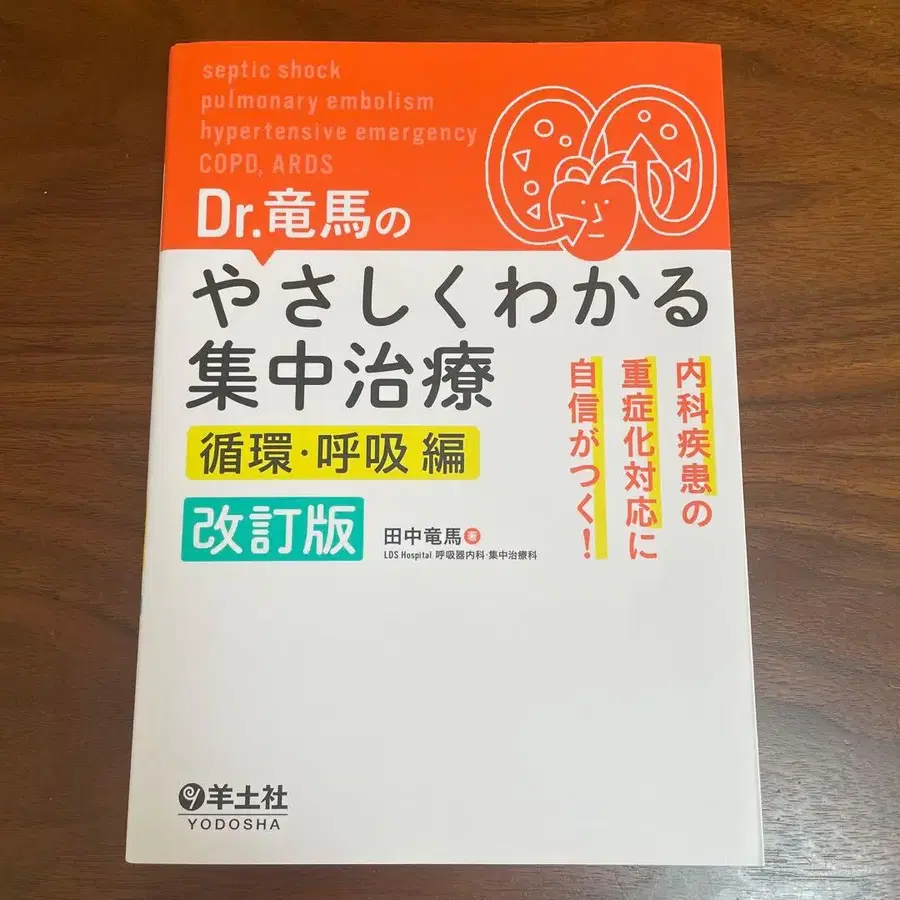 septic shock
pulmonary embolism
hypertensive emergency
COPD, ARDS
Dr.竜馬の
やさしくわかる
集中治療
循環・呼吸 編
改訂版
田中竜馬 著
LDS Hospital 呼吸器内科・集中治療科
内科疾患の
重症化対応に
自信がつく！
羊土社
YODOSHA